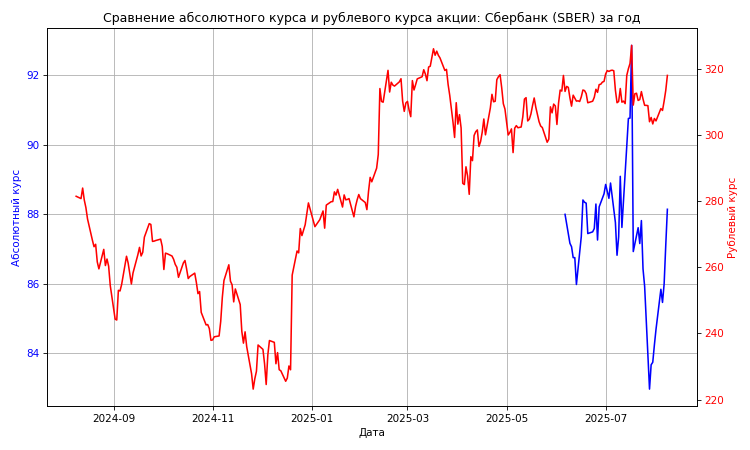 Сравнение абсолютного курса и рублевого курса акции: Сбербанк (SBER) за год
92
90
88
86
84
Абсолютный курс
320
300
280
260
240
220
Рублевый курс
2024-09 2024-11 2025-01 2025-03 2025-05 2025-07
Дата